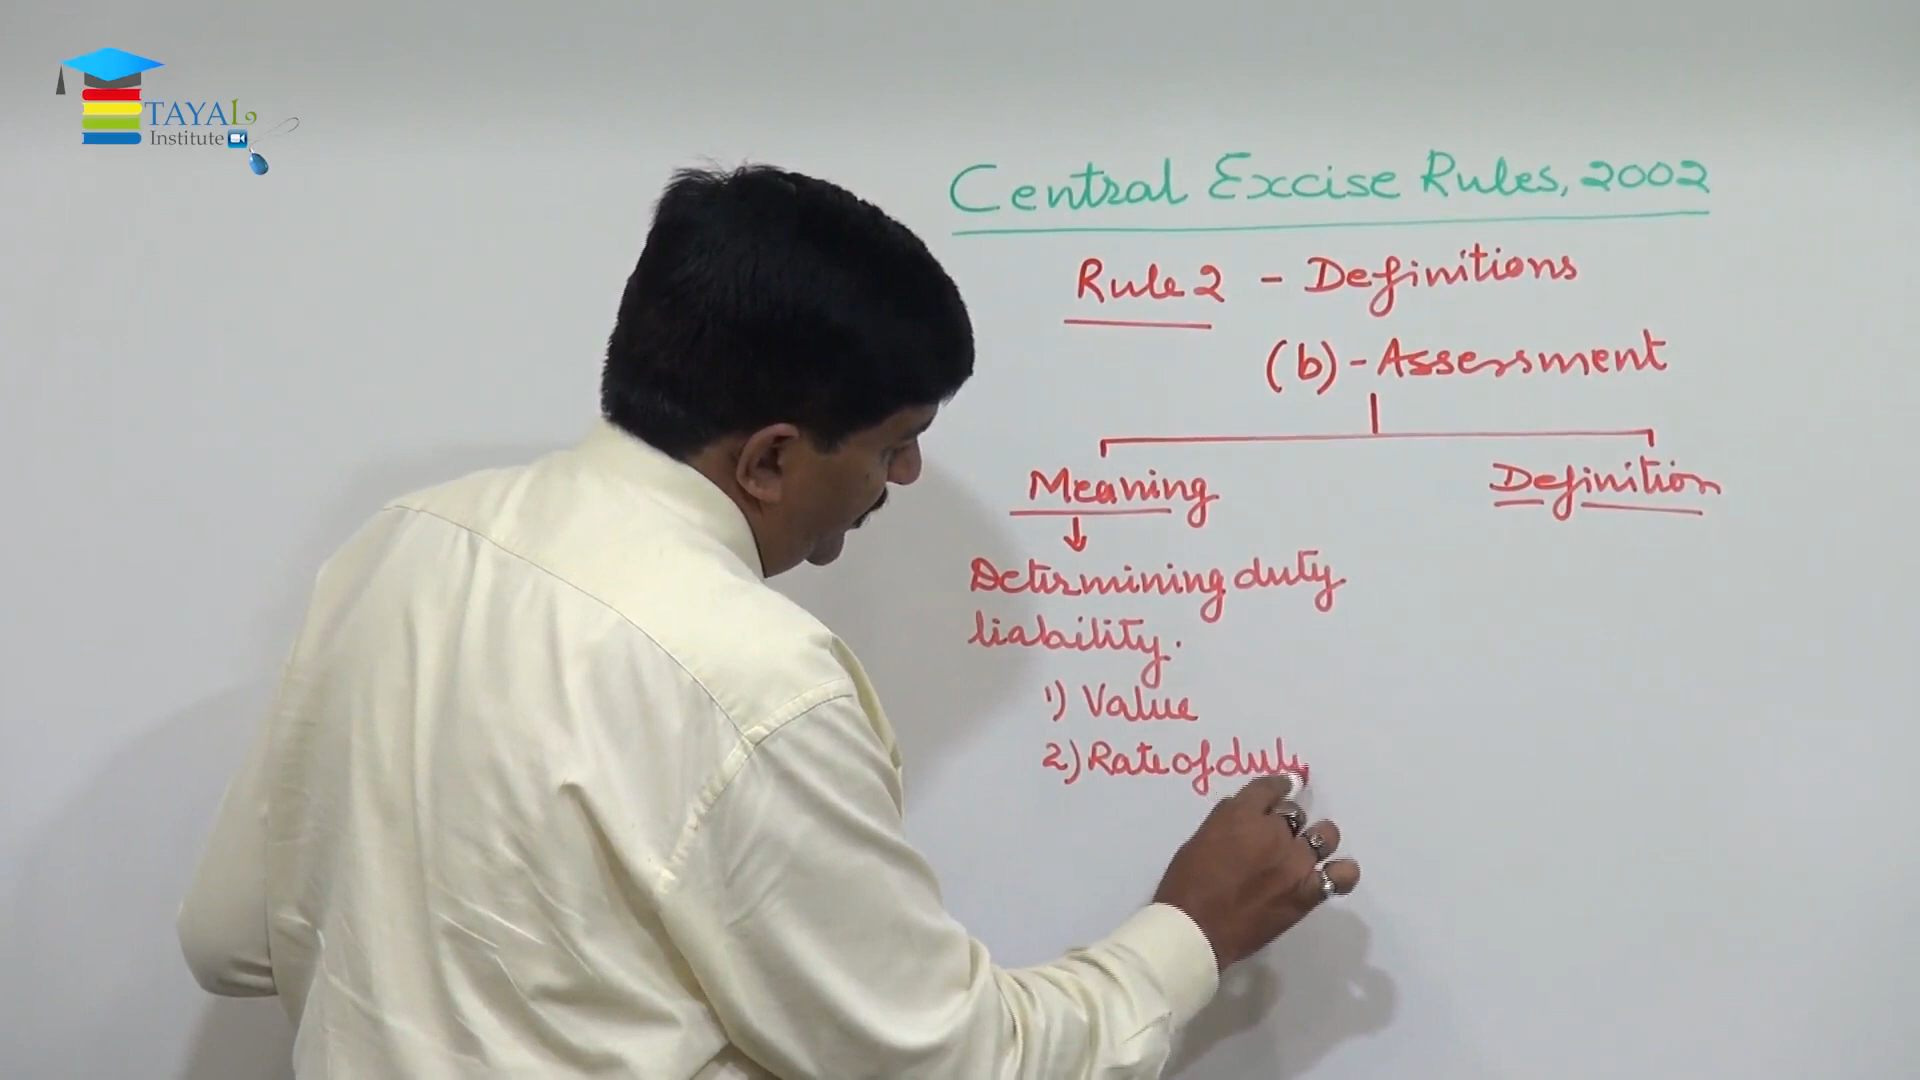 TAYAL
Institute
Central Excise Rules, 2002
Rule 2 - Definitions
(b) - Assessment
Meaning
Definition
Determining duty
liability.
1) Value
2) Rate of duty